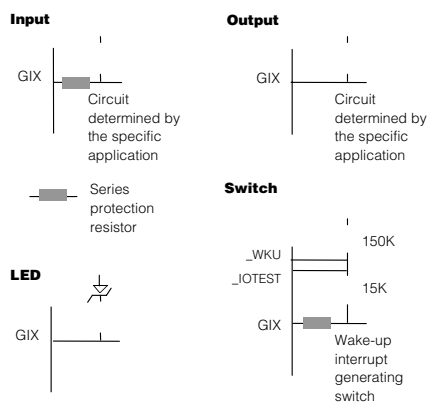 Input
GIX
Circuit
determined by
the specific
application
Series
protection
resistor
LED
GIX
Output
GIX
Circuit
determined by
the specific
application
Switch
150K
_WKU
_IOTEST
15K
GIX
Wake-up
interrupt
generating
switch